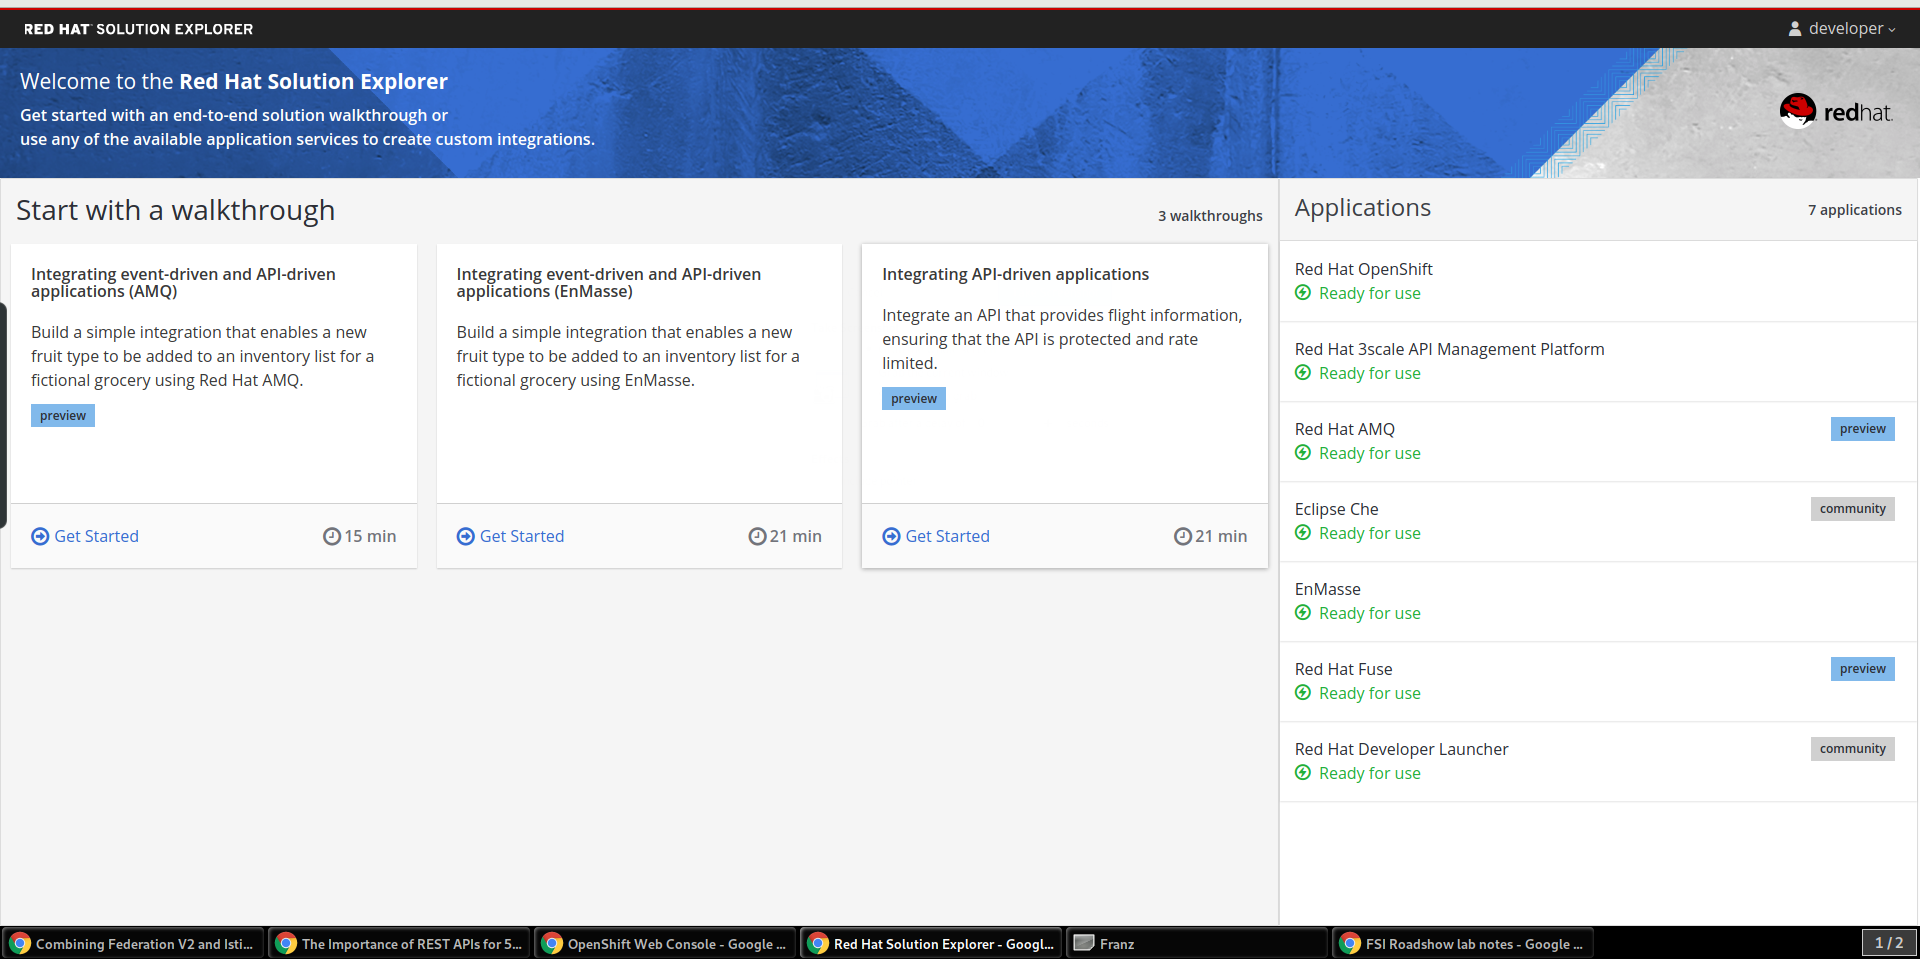 RED HAT SOLUTION EXPLORER
developer
Welcome to the Red Hat Solution Explorer
Get started with an end-to-end solution walkthrough or
use any of the available application services to create custom integrations.
redhat.
Start with a walkthrough
3 walkthroughs
Integrating event-driven and API-driven
applications (AMQ)
Build a simple integration that enables a new
fruit type to be added to an inventory list for a
fictional grocery using Red Hat AMQ.
preview
Get Started
15 min
Integrating event-driven and API-driven
applications (EnMasse)
Build a simple integration that enables a new
fruit type to be added to an inventory list for a
fictional grocery using EnMasse.
Get Started
21 min
Integrating API-driven applications
Integrate an API that provides flight information,
ensuring that the API is protected and rate
limited.
preview
Get Started
21 min
Applications
7 applications
Red Hat OpenShift
Ready for use
Red Hat 3scale API Management Platform
Ready for use
Red Hat AMQ
preview
Ready for use
Eclipse Che
community
Ready for use
EnMasse
Ready for use
Red Hat Fuse
preview
Ready for use
Red Hat Developer Launcher
community
Ready for use
Combining Federation V2 and Isti...
The Importance of REST APIs for 5...
OpenShift Web Console - Google ...
Red Hat Solution Explorer - Googl...
Franz
FSI Roadshow lab notes - Google ...
1 / 2